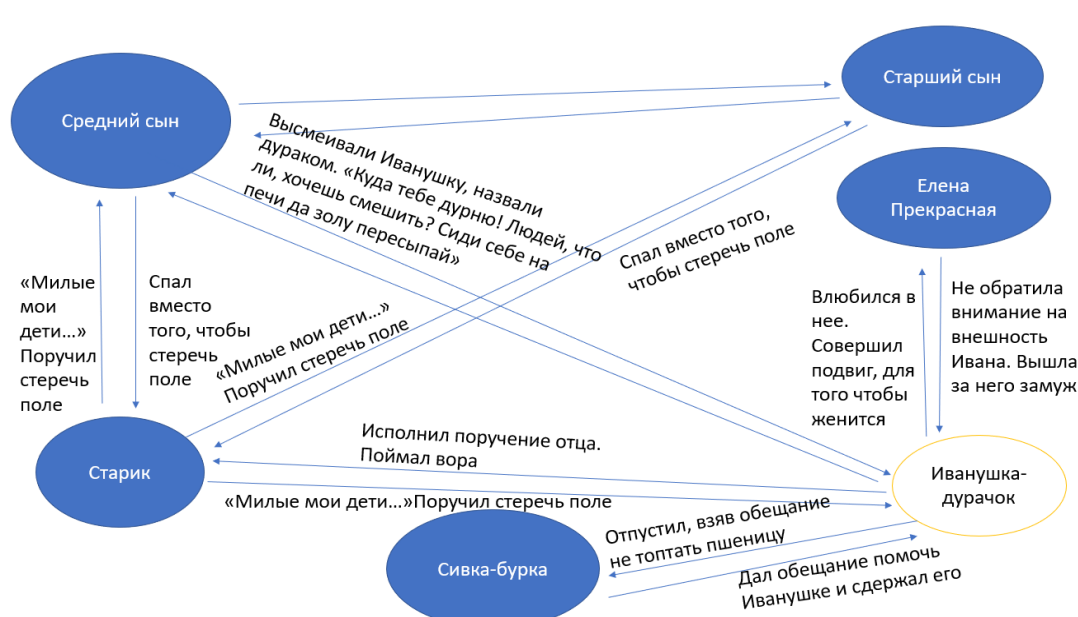 Старший сын
Средний сын
Высмеивали Иванушку, назвали
дураком. «Куда тебе дурню! Людей, что
ли, хочешь смешить? Сиди себе на
печи да золу пересыпай»
Елена
Прекрасная
Спал вместо того,
чтобы стеречь поле
«Милые
мои
дети…»
Поручил
стеречь
поле
Спал
вместо
того, чтобы
стеречь
поле
«Милые мои дети…»
Поручил стеречь поле
Влюбился в
нее.
Совершил
подвиг, для
того чтобы
женится
Не обратила
внимание на
внешность
Ивана. Вышла
за него замуж
Старик
Исполнил поручение отца.
Поймал вора
«Милые мои дети…»Поручил стеречь поле
Иванушка-
дурачок
Сивка-бурка
Отпустил, взяв обещание
не топтать пшеницу
Дал обещание помочь
Иванушке и сдержал его